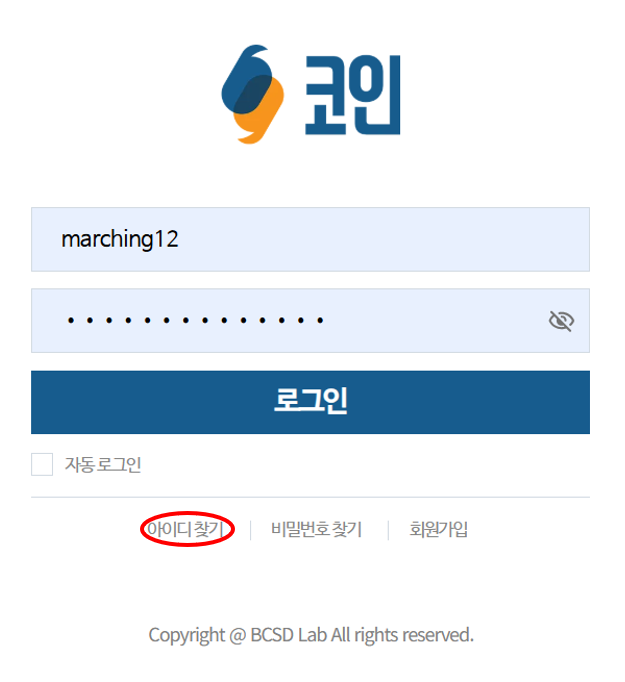 코인
marching12
••••••••••••••
로그인
자동 로그인
아이디 찾기 | 비밀번호 찾기 | 회원가입
Copyright @ BCSD Lab All rights reserved.